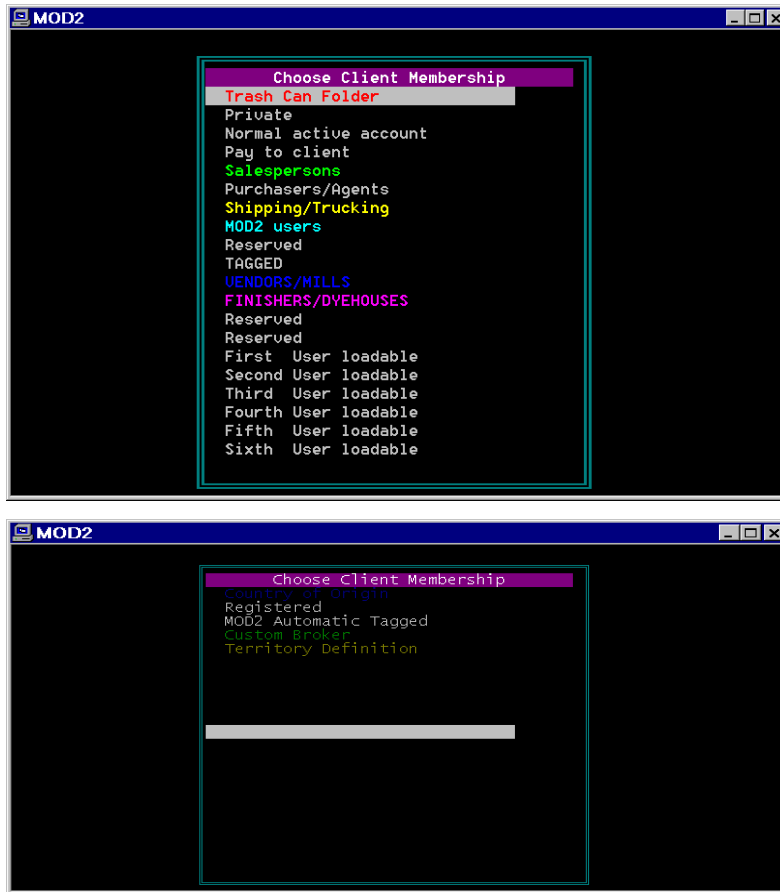 MOD2
Choose Client Membership
Trash Can Folder
Private
Normal active account
Pay to client
Salespersons
Purchasers/Agents
Shipping/Trucking
MOD2 users
Reserved
TAGGED
VENDORS/MILLS
FINISHERS/DYEHOUSES
Reserved
Reserved
First  User loadable
Second User loadable
Third  User loadable
Fourth User loadable
Fifth  User loadable
Sixth  User loadable
MOD2
Choose Client Membership
Country of Origin
Registered
MOD2 Automatic Tagged
Custom Broker
Territory Definition